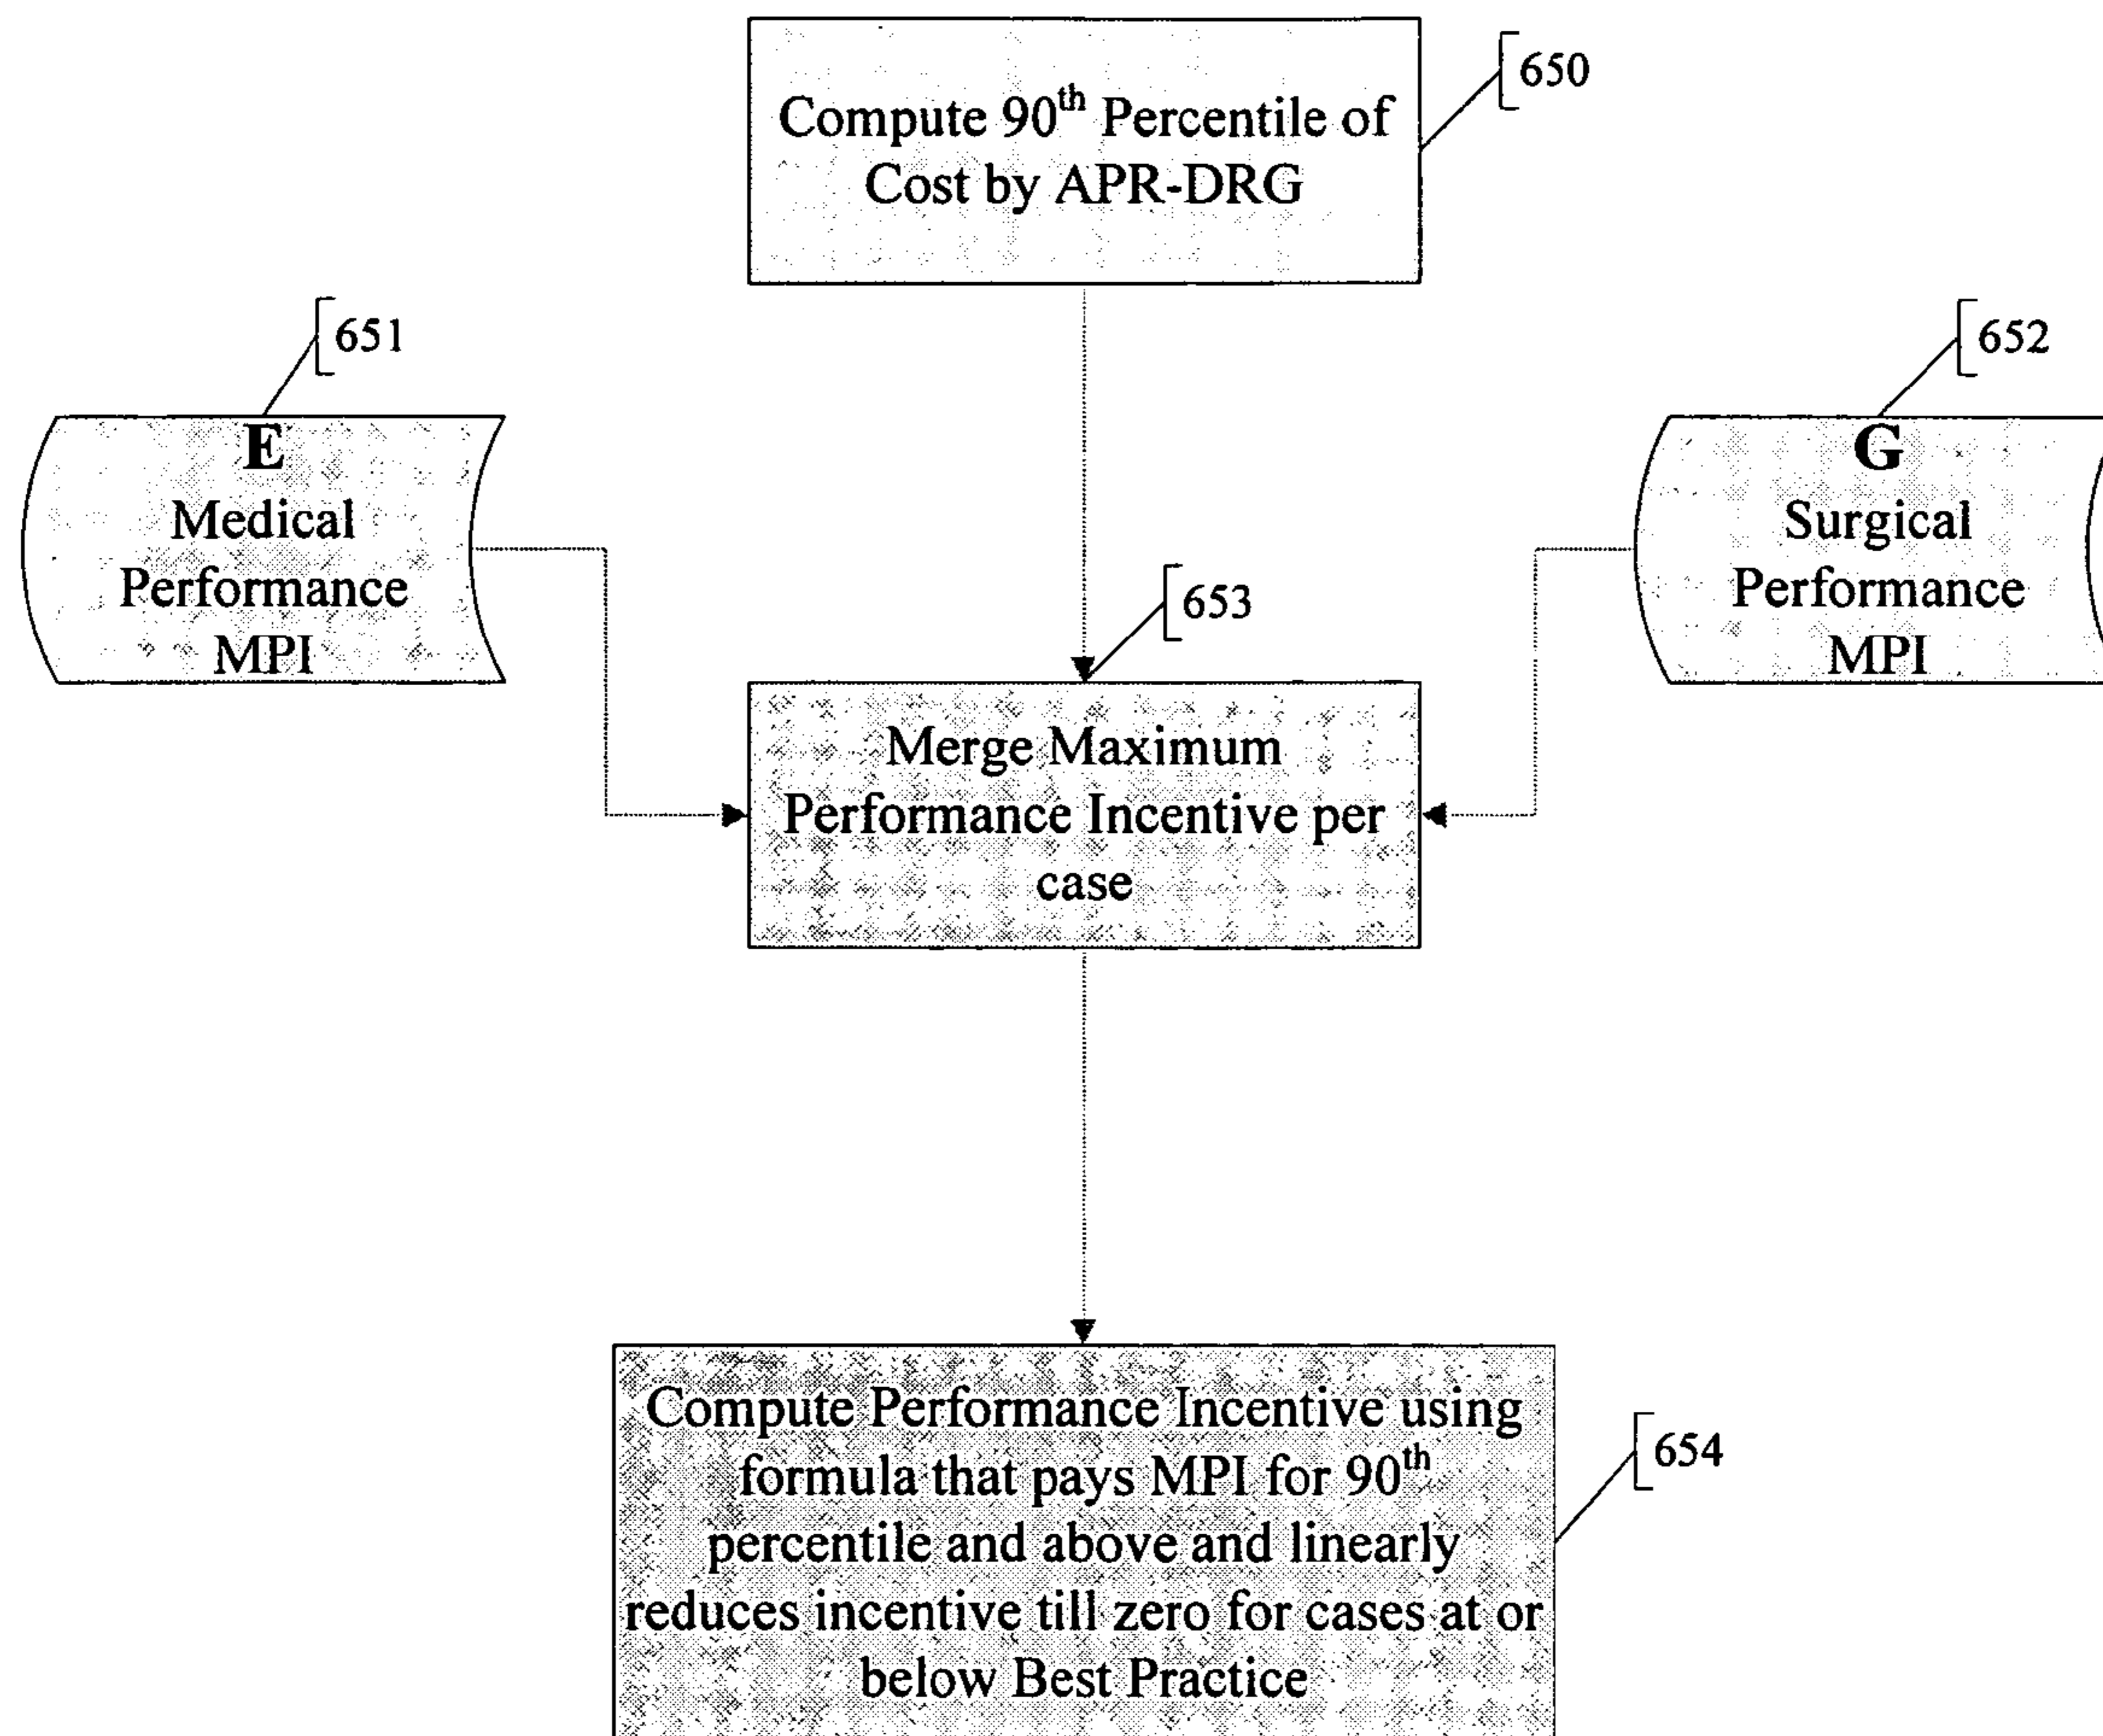 650
Compute 90th Percentile of
Cost by APR-DRG
651
652
E
Medical
Performance
MPI
G
Surgical
Performance
MPI
653
Merge Maximum
Performance Incentive per
case
654
Compute Performance Incentive using
formula that pays MPI for 90th
percentile and above and linearly
reduces incentive till zero for cases at or
below Best Practice